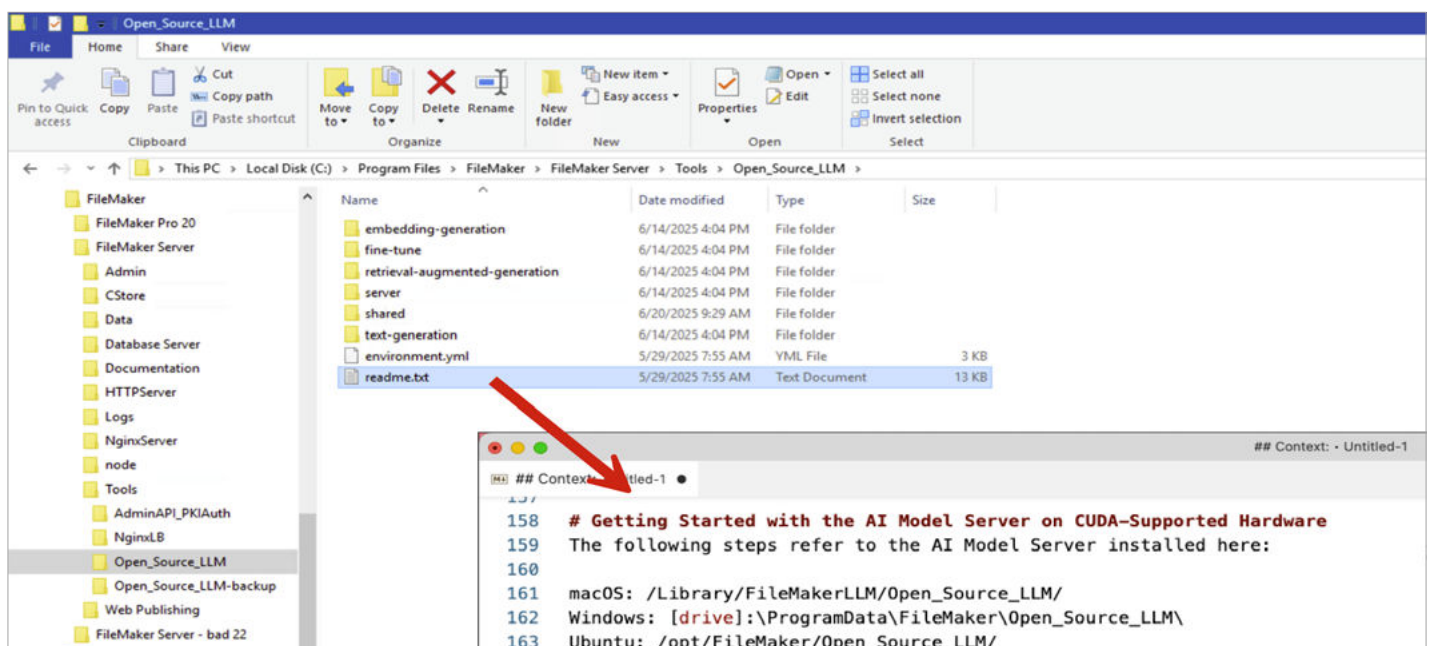 Open_Source_LLM
File Home Share View
Pin to Quick access
Copy
Paste
Cut
Copy path
Paste shortcut
Clipboard
Move to
Copy to
Delete
Rename
Organize
New folder
New item
Easy access
New
Properties
Open
Edit
Open
Select all
Select none
Invert selection
Select
This PC > Local Disk (C:) > Program Files > FileMaker > FileMaker Server > Tools > Open_Source_LLM >
FileMaker
FileMaker Pro 20
FileMaker Server
Admin
CStore
Data
Database Server
Documentation
HTTPServer
Logs
NginxServer
node
Tools
AdminAPI_PKIAuth
NginxLB
Open_Source_LLM
Open_Source_LLM-backup
Web Publishing
FileMaker Server - bad 22
Name Date modified Type Size
embedding-generation 6/14/2025 4:04 PM File folder
fine-tune 6/14/2025 4:04 PM File folder
retrieval-augmented-generation 6/14/2025 4:04 PM File folder
server 6/14/2025 4:04 PM File folder
shared 6/20/2025 9:29 AM File folder
text-generation 6/14/2025 4:04 PM File folder
environment.yml 5/29/2025 7:55 AM YML File 3 KB
readme.txt 5/29/2025 7:55 AM Text Document 13 KB
## Context: • Untitled-1
## Context:
157
158 # Getting Started with the AI Model Server on CUDA-Supported Hardware
159 The following steps refer to the AI Model Server installed here:
160
161 macOS: /Library/FileMakerLLM/Open_Source_LLM/
162 Windows: [drive]:\ProgramData\FileMaker\Open_Source_LLM\
163 Ubuntu: /opt/FileMaker/Open_Source_LLM/